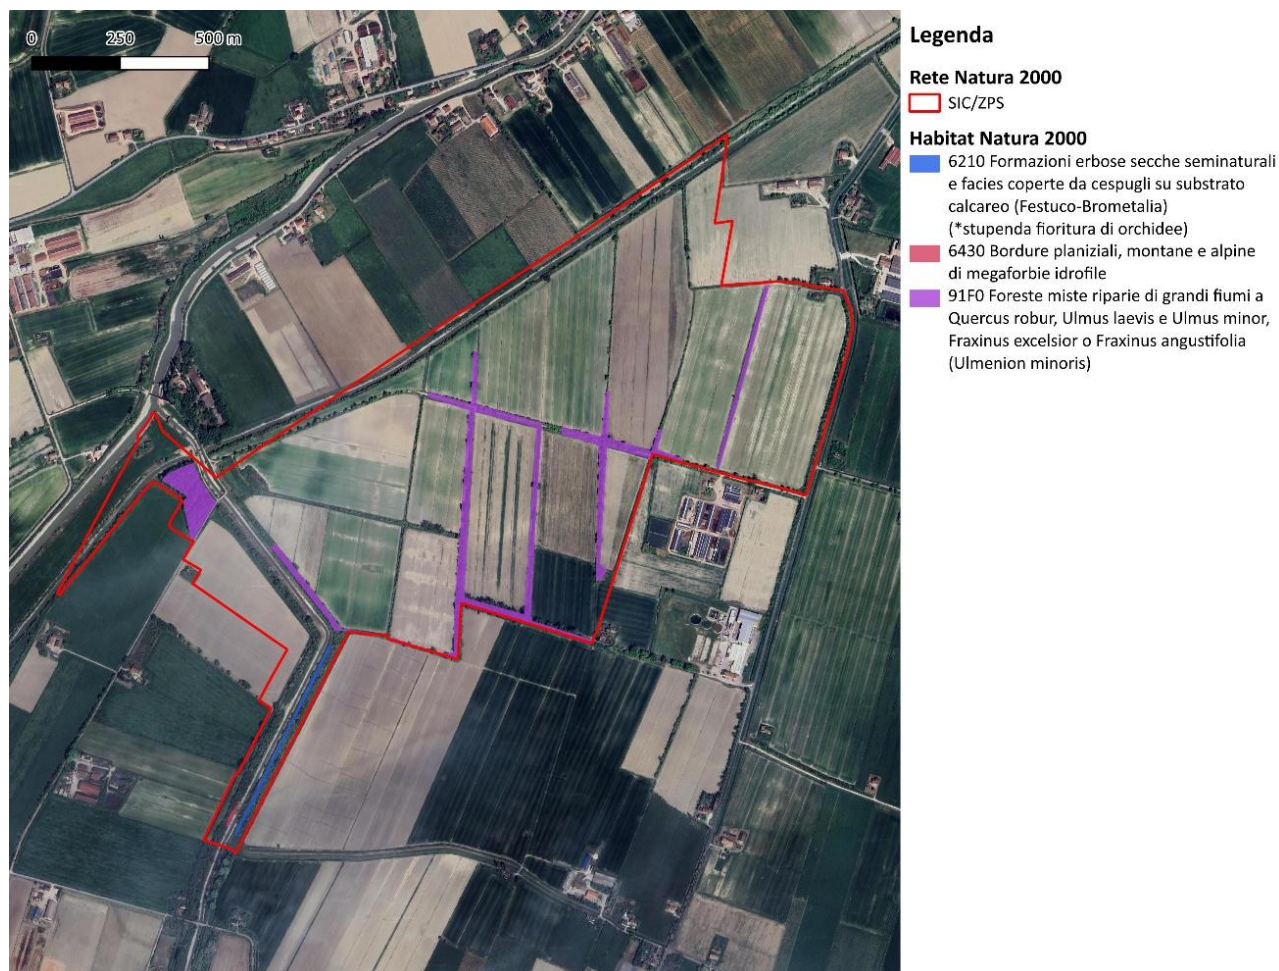 0 250 500 m
Legenda
Rete Natura 2000
SIC/ZPS
Habitat Natura 2000
6210 Formazioni erbose secche seminaturali
e facies coperte da cespugli su substrato
calcareo (Festuco-Brometalia)
(*stupenda fioritura di orchidee)
6430 Bordure planiziali, montane e alpine
di megaforbie idrofile
91F0 Foreste miste riparie di grandi fiumi a
Quercus robur, Ulmus laevis e Ulmus minor,
Fraxinus excelsior o Fraxinus angustifolia
(Ulmenion minoris)